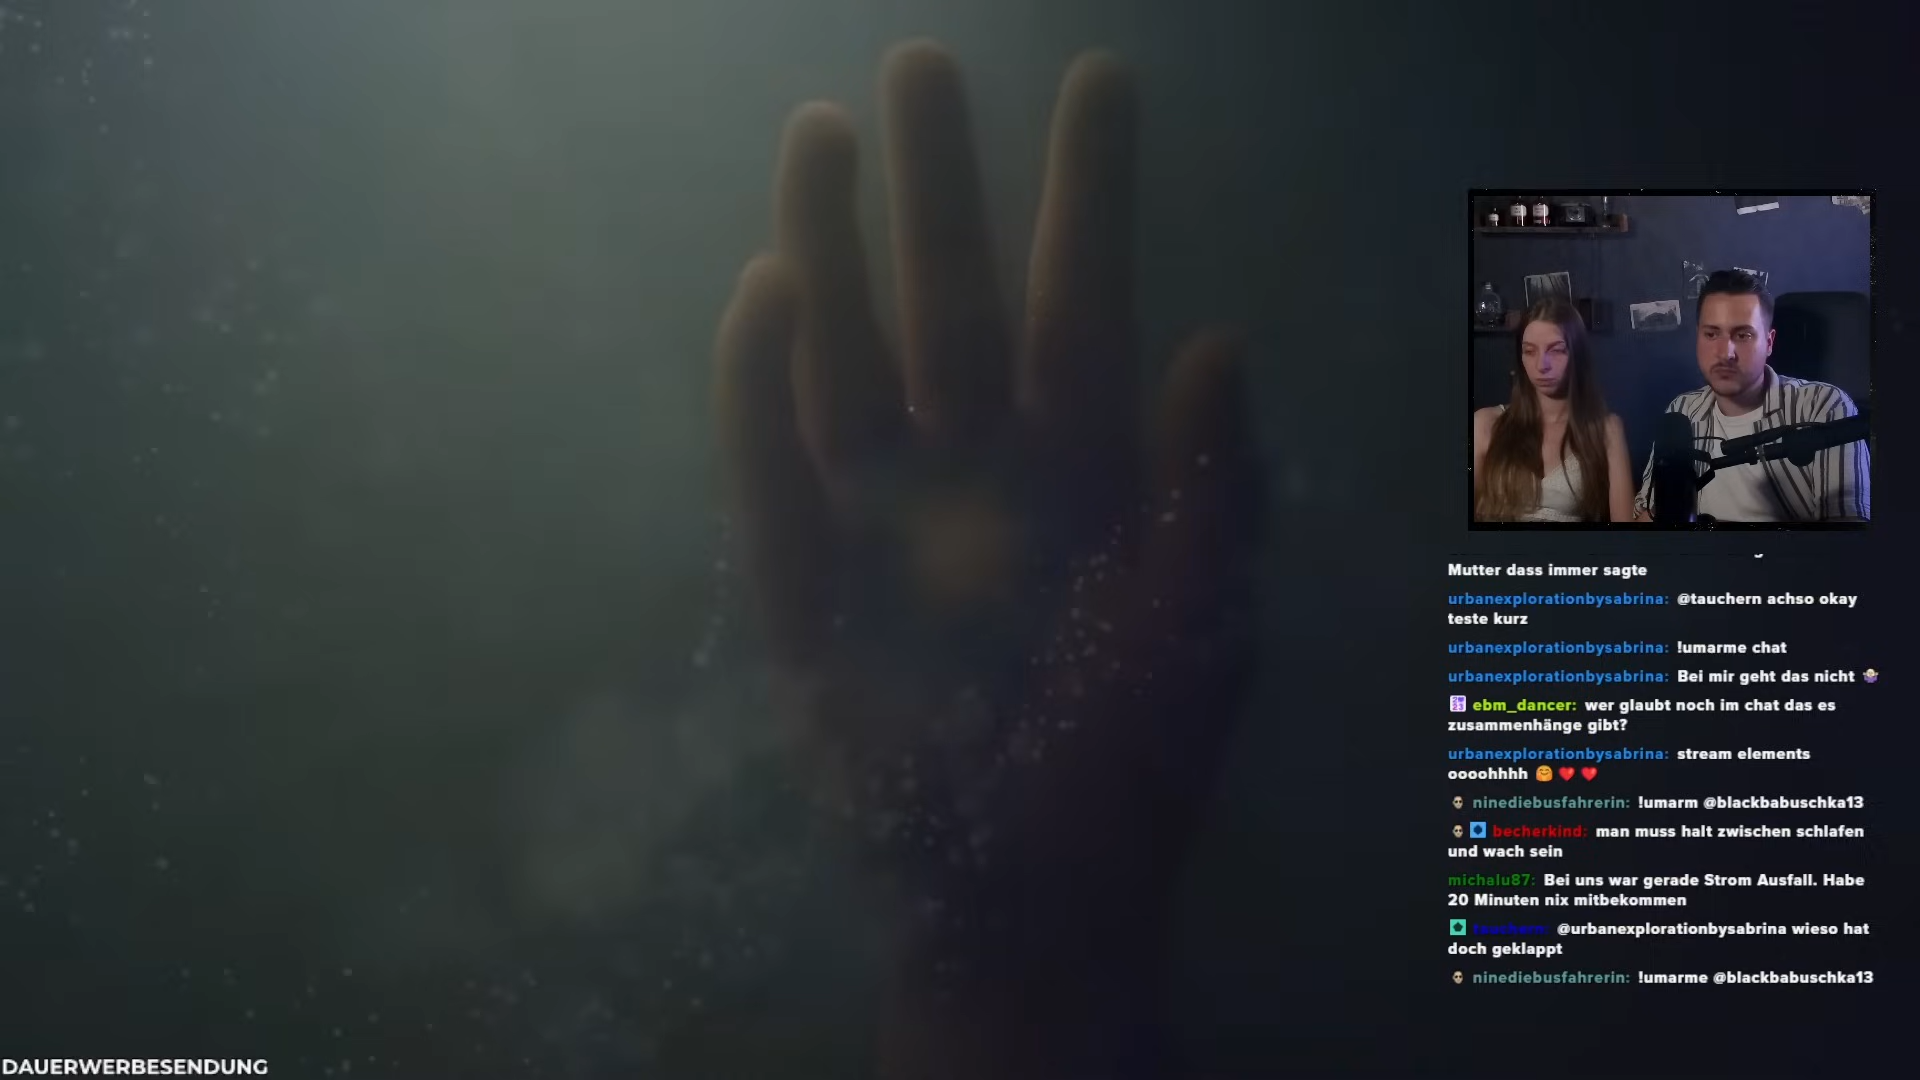 Mutter dass immer sagte
urbanexplorationbysabrina: @tauchern achso okay
teste kurz
urbanexplorationbysabrina: !umarme chat
urbanexplorationbysabrina: Bei mir geht das nicht 🤷🏼‍♀️
ebm_dancer: wer glaubt noch im chat das es
zusammenhänge gibt?
urbanexplorationbysabrina: stream elements
oooohhhh 🤗 ❤️ ❤️
ninediebusfahrerin: !umarm @blackbabuschka13
becherkind: man muss halt zwischen schlafen
und wach sein
michalu87: Bei uns war gerade Strom Ausfall. Habe
20 Minuten nix mitbekommen
tauchern: @urbanexplorationbysabrina wieso hat
doch geklappt
ninediebusfahrerin: !umarme @blackbabuschka13
DAUERWERBESENDUNG